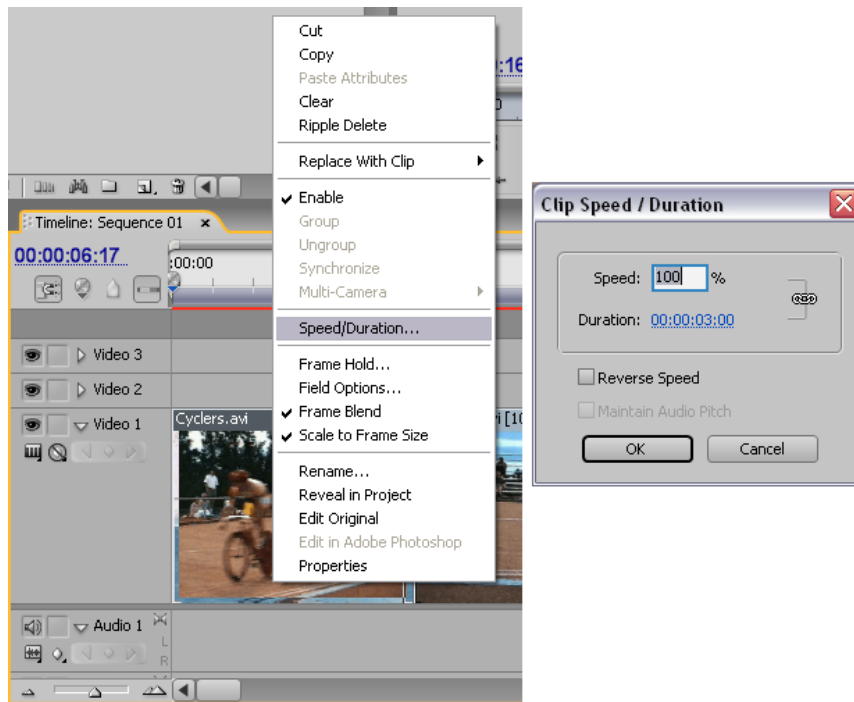 Cut
Copy
Paste Attributes
Clear
Ripple Delete
Replace With Clip
Enable
Group
Ungroup
Synchronize
Multi-Camera
Speed/Duration...
Frame Hold...
Field Options...
Frame Blend
Scale to Frame Size
Rename...
Reveal in Project
Edit Original
Edit in Adobe Photoshop
Properties
:16
Timeline: Sequence 01 x
00:00:06:17
:00:00
Video 3
Video 2
Video 1
Cyclers.avi
i [10
Audio 1
L
R
Clip Speed / Duration
Speed: 100 %
Duration: 00:00:03:00
Reverse Speed
Maintain Audio Pitch
OK
Cancel